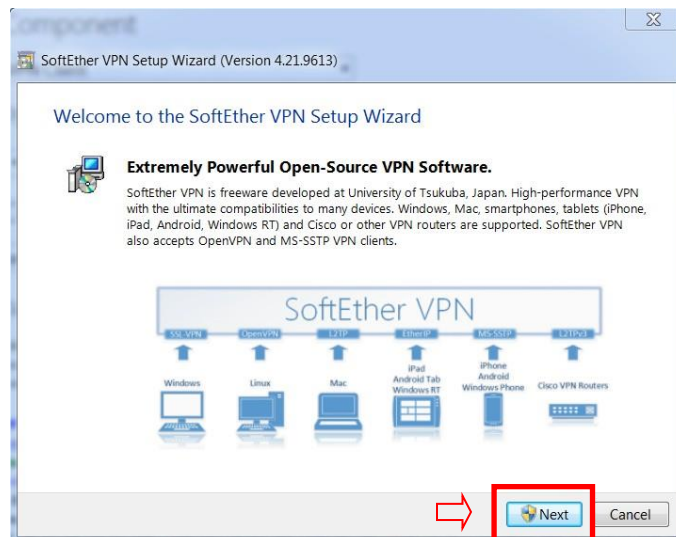 Component
SoftEther VPN Setup Wizard (Version 4.21.9613)
Welcome to the SoftEther VPN Setup Wizard
Extremely Powerful Open-Source VPN Software.
SoftEther VPN is freeware developed at University of Tsukuba, Japan. High-performance VPN
with the ultimate compatibilities to many devices. Windows, Mac, smartphones, tablets (iPhone,
iPad, Android, Windows RT) and Cisco or other VPN routers are supported. SoftEther VPN
also accepts OpenVPN and MS-SSTP VPN clients.
SoftEther VPN
SSL-VPN OpenVPN L2TP EtherIP MS-SSTP L2TPv3
Windows
Linux
Mac
iPad
Android Tab
Windows RT
iPhone
Android
Windows Phone
Cisco VPN Routers
Next Cancel